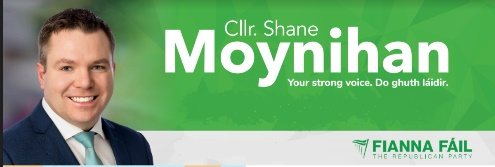 Cllr. Shane
Moynihan
Your strong voice. Do ghuth láidir.
FIANNA FÁIL
THE REPUBLICAN PARTY